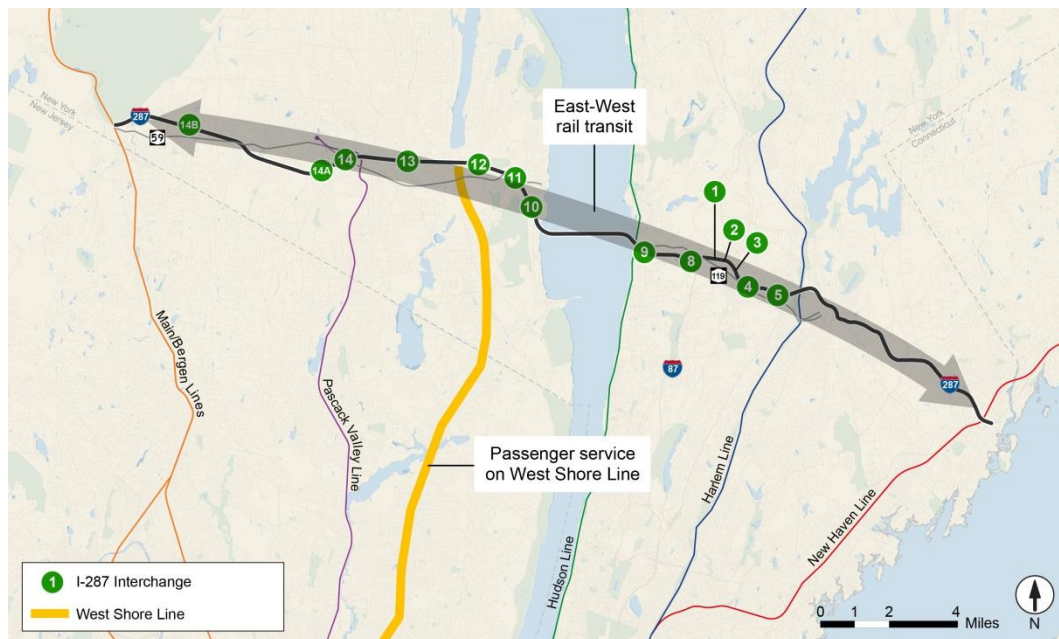 New York
New Jersey
287
59
14B
14A
14
13
12
11
10
East-West
rail transit
9
8
1
2
3
119
4
5
New York
Connecticut
87
287
Main/Bergen Lines
Pascack Valley Line
Passenger service
on West Shore Line
Hudson Line
Harlem Line
New Haven Line
1 I-287 Interchange
West Shore Line
0 1 2 4
Miles
N